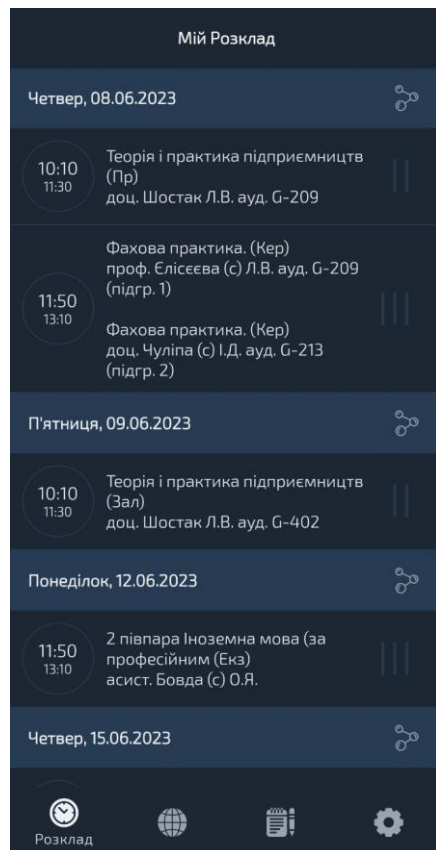 Мій Розклад
Четвер, 08.06.2023
10:10
11:30
Теорія і практика підприємництв
(Пр)
доц. Шостак Л.В. ауд. G-209
11:50
13:10
Фахова практика. (Кер)
проф. Єлісєєва (с) Л.В. ауд. G-209
(підгр. 1)
Фахова практика. (Кер)
доц. Чуліпа (с) І.Д. ауд. G-213
(підгр. 2)
П'ятниця, 09.06.2023
10:10
11:30
Теорія і практика підприємництв
(Зал)
доц. Шостак Л.В. ауд. G-402
Понеділок, 12.06.2023
11:50
13:10
2 півпара Іноземна мова (за
професійним (Екз)
асист. Бовда (с) О.Я.
Четвер, 15.06.2023
Розклад